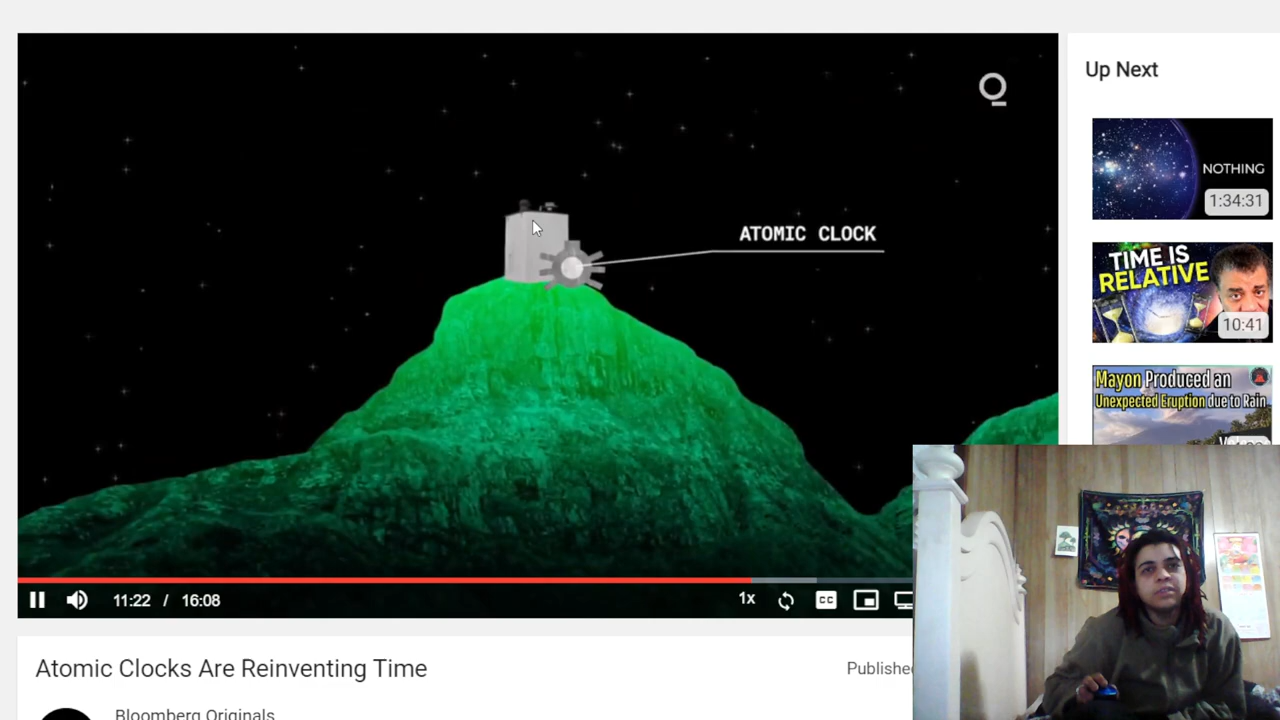 Up Next
NOTHING
1:34:31
ATOMIC CLOCK
TIME IS
RELATIVE
10:41
Mayon Produced an
Unexpected Eruption due to Rain
11:22 / 16:08
1x
CC
Atomic Clocks Are Reinventing Time
Bloomberg Originals